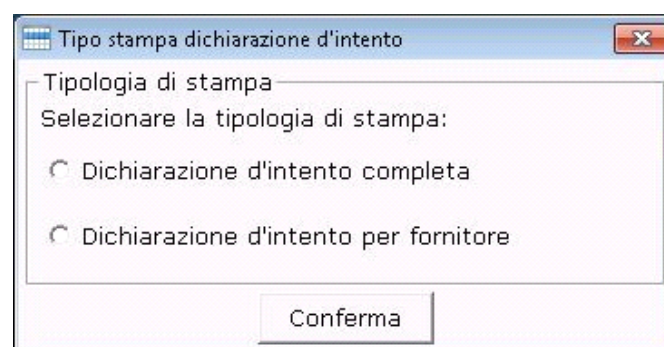 Tipo stampa dichiarazione d'intento
Tipologia di stampa
Selezionare la tipologia di stampa:
Dichiarazione d'intento completa
Dichiarazione d'intento per fornitore
Conferma